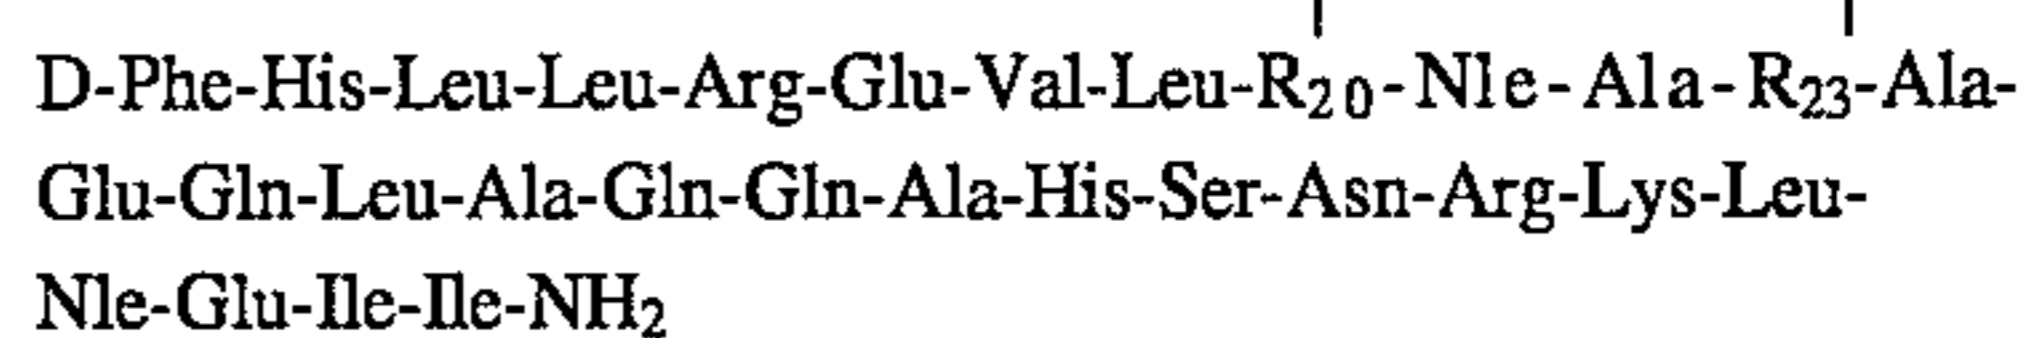 D-Phe-His-Leu-Leu-Arg-Glu-Val-Leu-R₂₀-Nle-Ala-R₂₃-Ala-
Glu-Gln-Leu-Ala-Gln-Gln-Ala-His-Ser-Asn-Arg-Lys-Leu-
Nle-Glu-Ile-Ile-NH₂